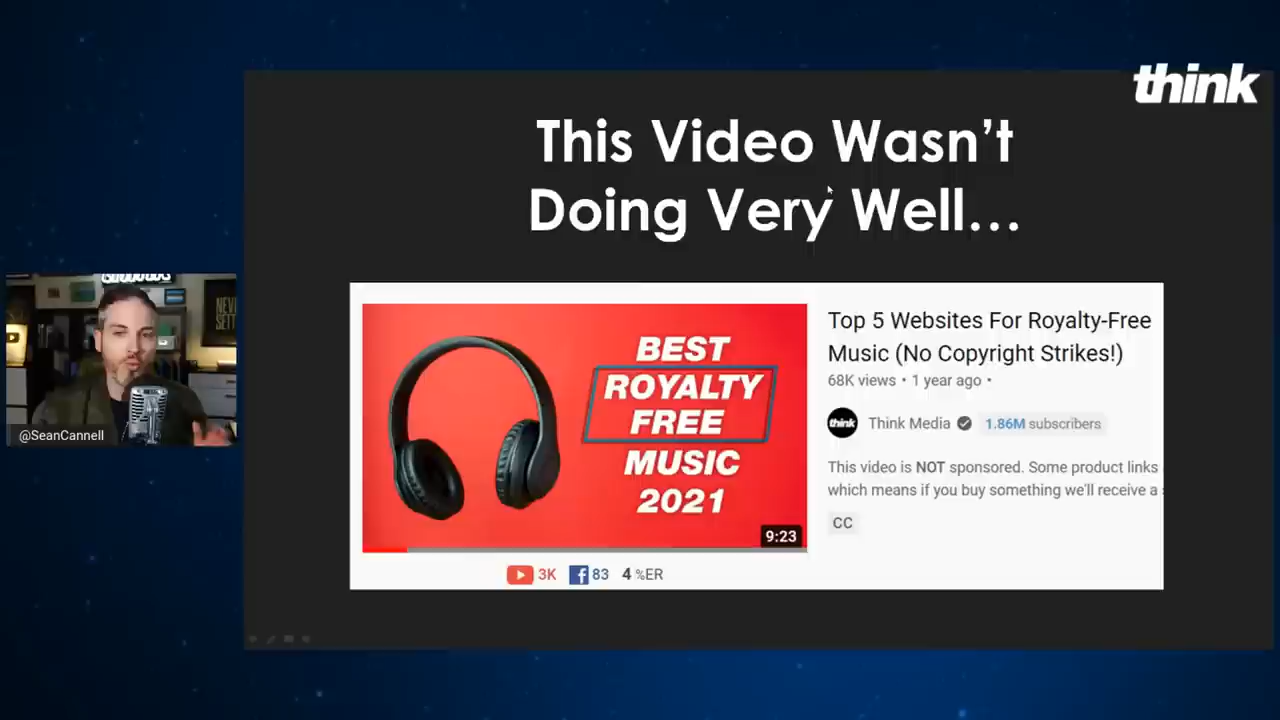 think
This Video Wasn't
Doing Very Well...
BEST
ROYALTY
FREE
MUSIC
2021
9:23
3K 83 4 %ER
Top 5 Websites For Royalty-Free
Music (No Copyright Strikes!)
68K views • 1 year ago •
think Think Media 1.86M subscribers
This video is NOT sponsored. Some product links
which means if you buy something we'll receive a
CC
@SeanCannell